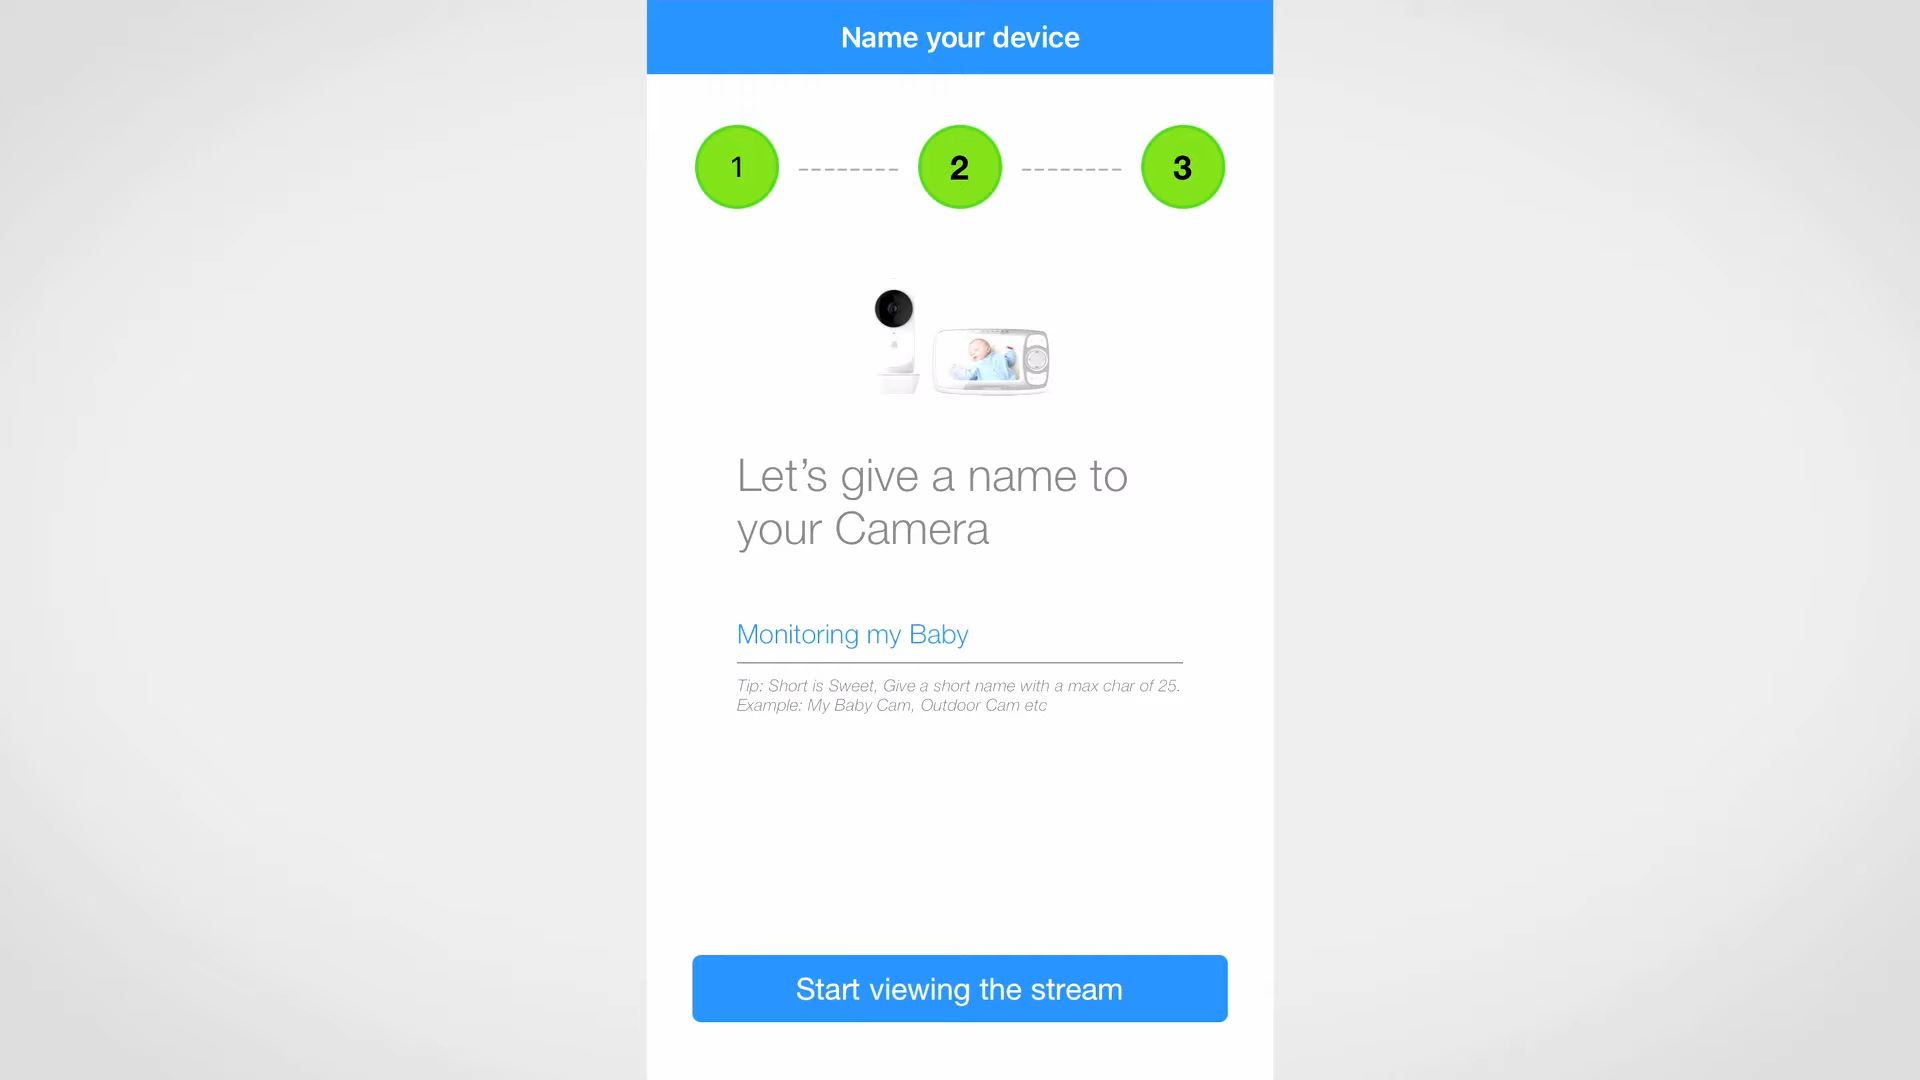 Name your device
1
2
3
Let’s give a name to
your Camera
Monitoring my Baby
Tip: Short is Sweet, Give a short name with a max char of 25.
Example: My Baby Cam, Outdoor Cam etc
Start viewing the stream